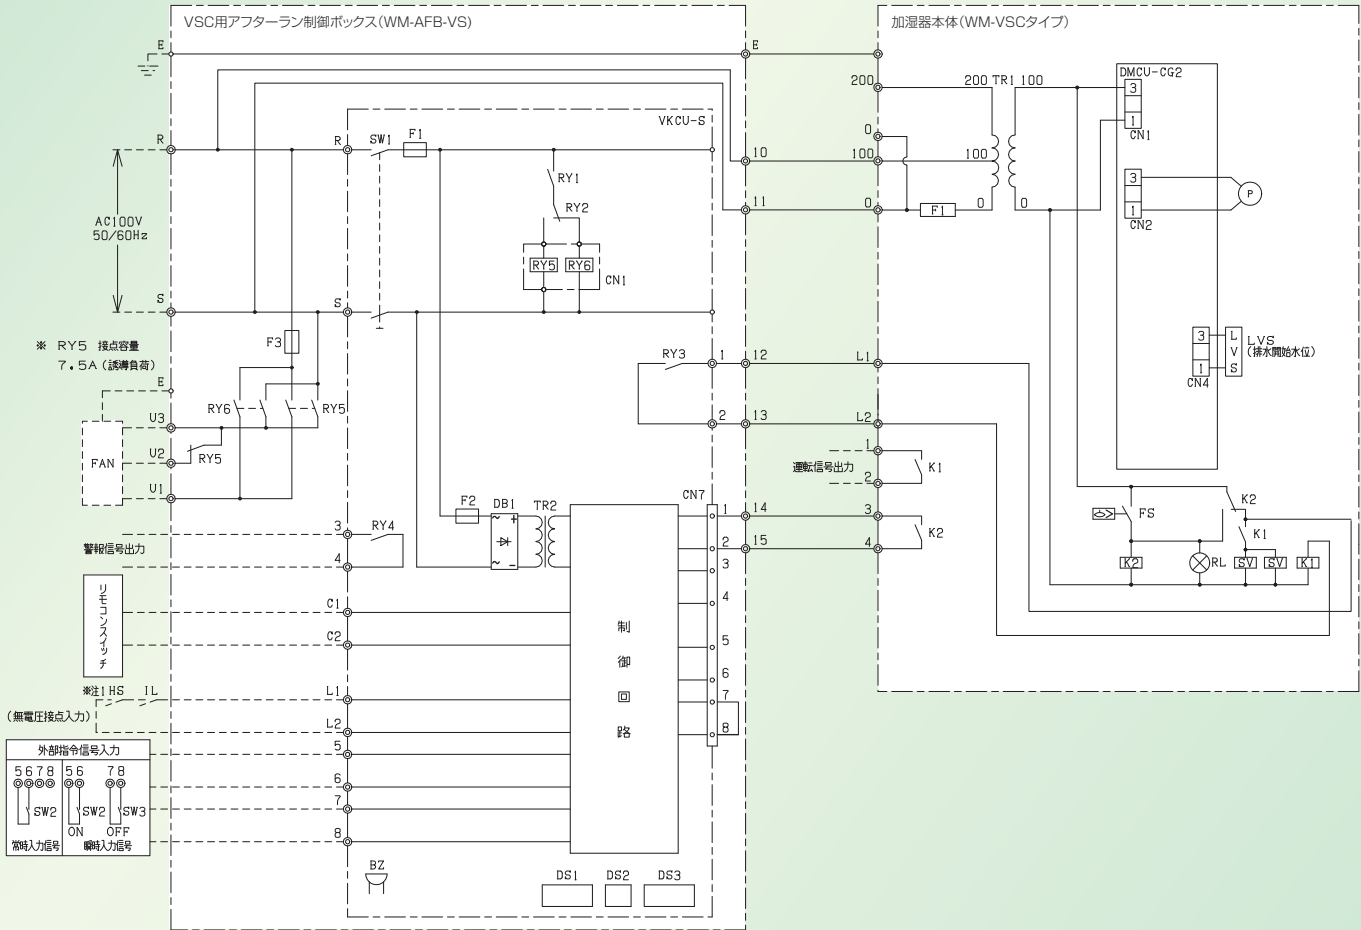 VSC用アフターラン制御ボックス(WM-AFB-VS)
加湿器本体(WM-VSCタイプ)
E
E
200
200 TR1 100
DMCU-CG2
3
1
CN1
VKCU-S
R
R
SW1
F1
0
10
100
100
RY1
3
1
CN2
P
RY2
11
0
F1
0
0
AC100V
50/60Hz
RY5
RY6
CN1
S
S
※ RY5 接点容量
7.5A(誘導負荷)
F3
RY3
1
12
L1
3
1
CN4
L
V
S
LVS
(排水開始水位)
E
RY6
RY5
U3
2
13
L2
FAN
U2
RY5
1
運転信号出力
K1
2
U1
F2
DB1
TR2
CN7
K2
3
RY4
1
14
3
FS
K1
警報信号出力
~
+
~
-
2
15
4
K2
4
3
K2
RL
SV
SV
K1
リモコンスイッチ
C1
4
制御回路
C2
5
6
※注1 HS
IL
L1
7
(無電圧接点入力)
L2
8
外部指令信号入力
5
5 6 7 8
5 6
7 8
6
SW2
SW2
SW3
7
ON
OFF
常時入力信号
瞬時入力信号
8
BZ
DS1
DS2
DS3